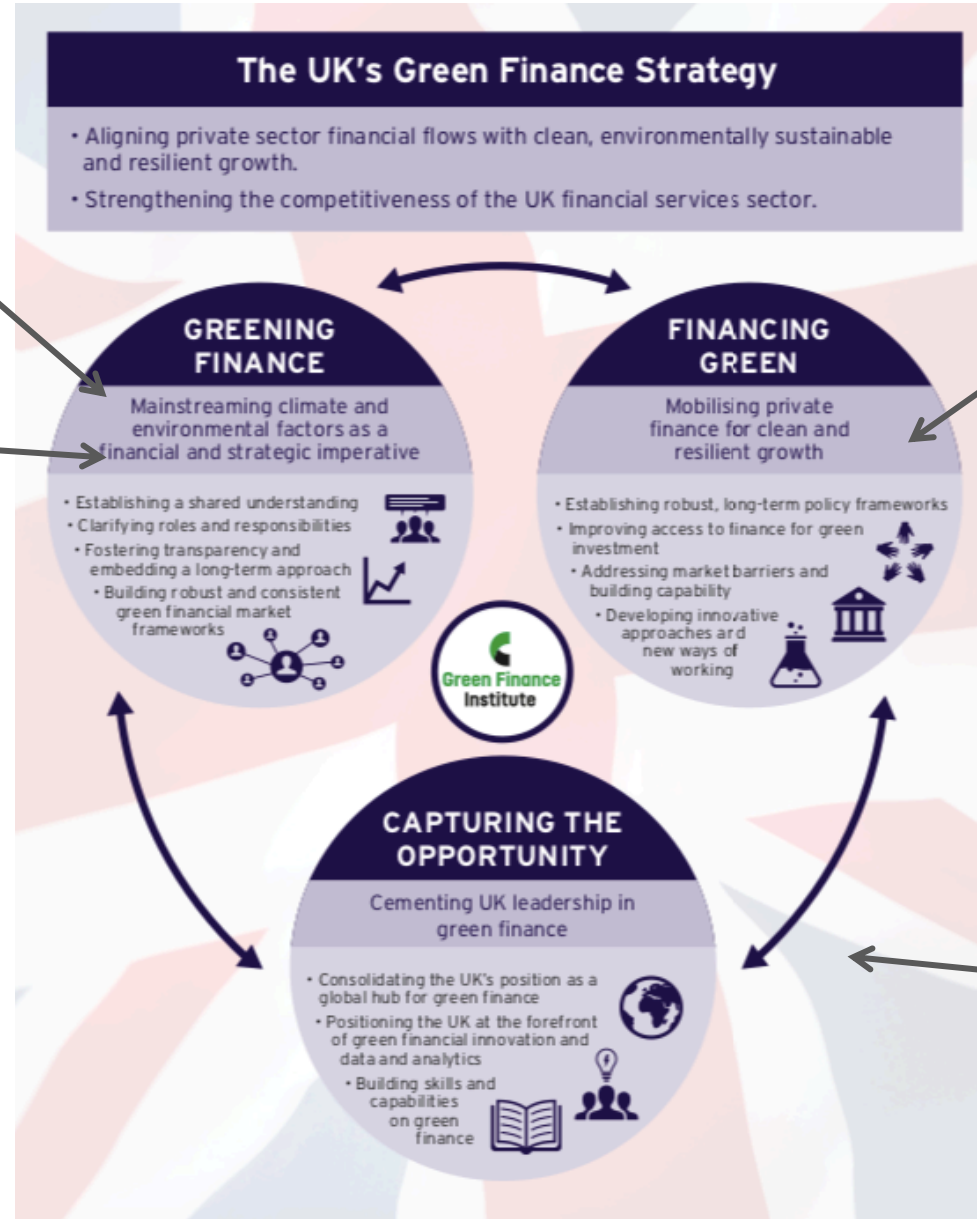 The UK's Green Finance Strategy
• Aligning private sector financial flows with clean, environmentally sustainable
and resilient growth.
• Strengthening the competitiveness of the UK financial services sector.
GREENING
FINANCE
Mainstreaming climate and
environmental factors as a
financial and strategic imperative
• Establishing a shared understanding
• Clarifying roles and responsibilities
• Fostering transparency and
embedding a long-term approach
• Building robust and consistent
green financial market
frameworks
FINANCING
GREEN
Mobilising private
finance for clean and
resilient growth
• Establishing robust, long-term policy frameworks
• Improving access to finance for green
investment
• Addressing market barriers and
building capability
• Developing innovative
approaches and
new ways of
working
Green Finance
Institute
CAPTURING THE
OPPORTUNITY
Cementing UK leadership in
green finance
• Consolidating the UK's position as a
global hub for green finance
• Positioning the UK at the forefront
of green financial innovation and
data and analytics
• Building skills and
capabilities
on green
finance